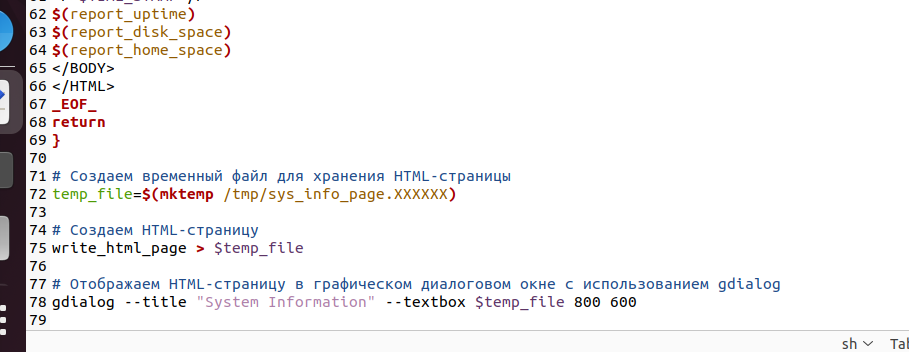 62 $(report_uptime)
63 $(report_disk_space)
64 $(report_home_space)
65 </BODY>
66 </HTML>
67 _EOF_
68 return
69 }
70
71 # Создаем временный файл для хранения HTML-страницы
72 temp_file=$(mktemp /tmp/sys_info_page.XXXXXX)
73
74 # Создаем HTML-страницу
75 write_html_page > $temp_file
76
77 # Отображаем HTML-страницу в графическом диалоговом окне с использованием gdialog
78 gdialog --title "System Information" --textbox $temp_file 800 600
79
sh